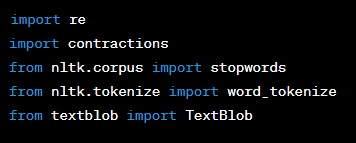 import re
import contractions
from nltk.corpus import stopwords
from nltk.tokenize import word_tokenize
from textblob import TextBlob